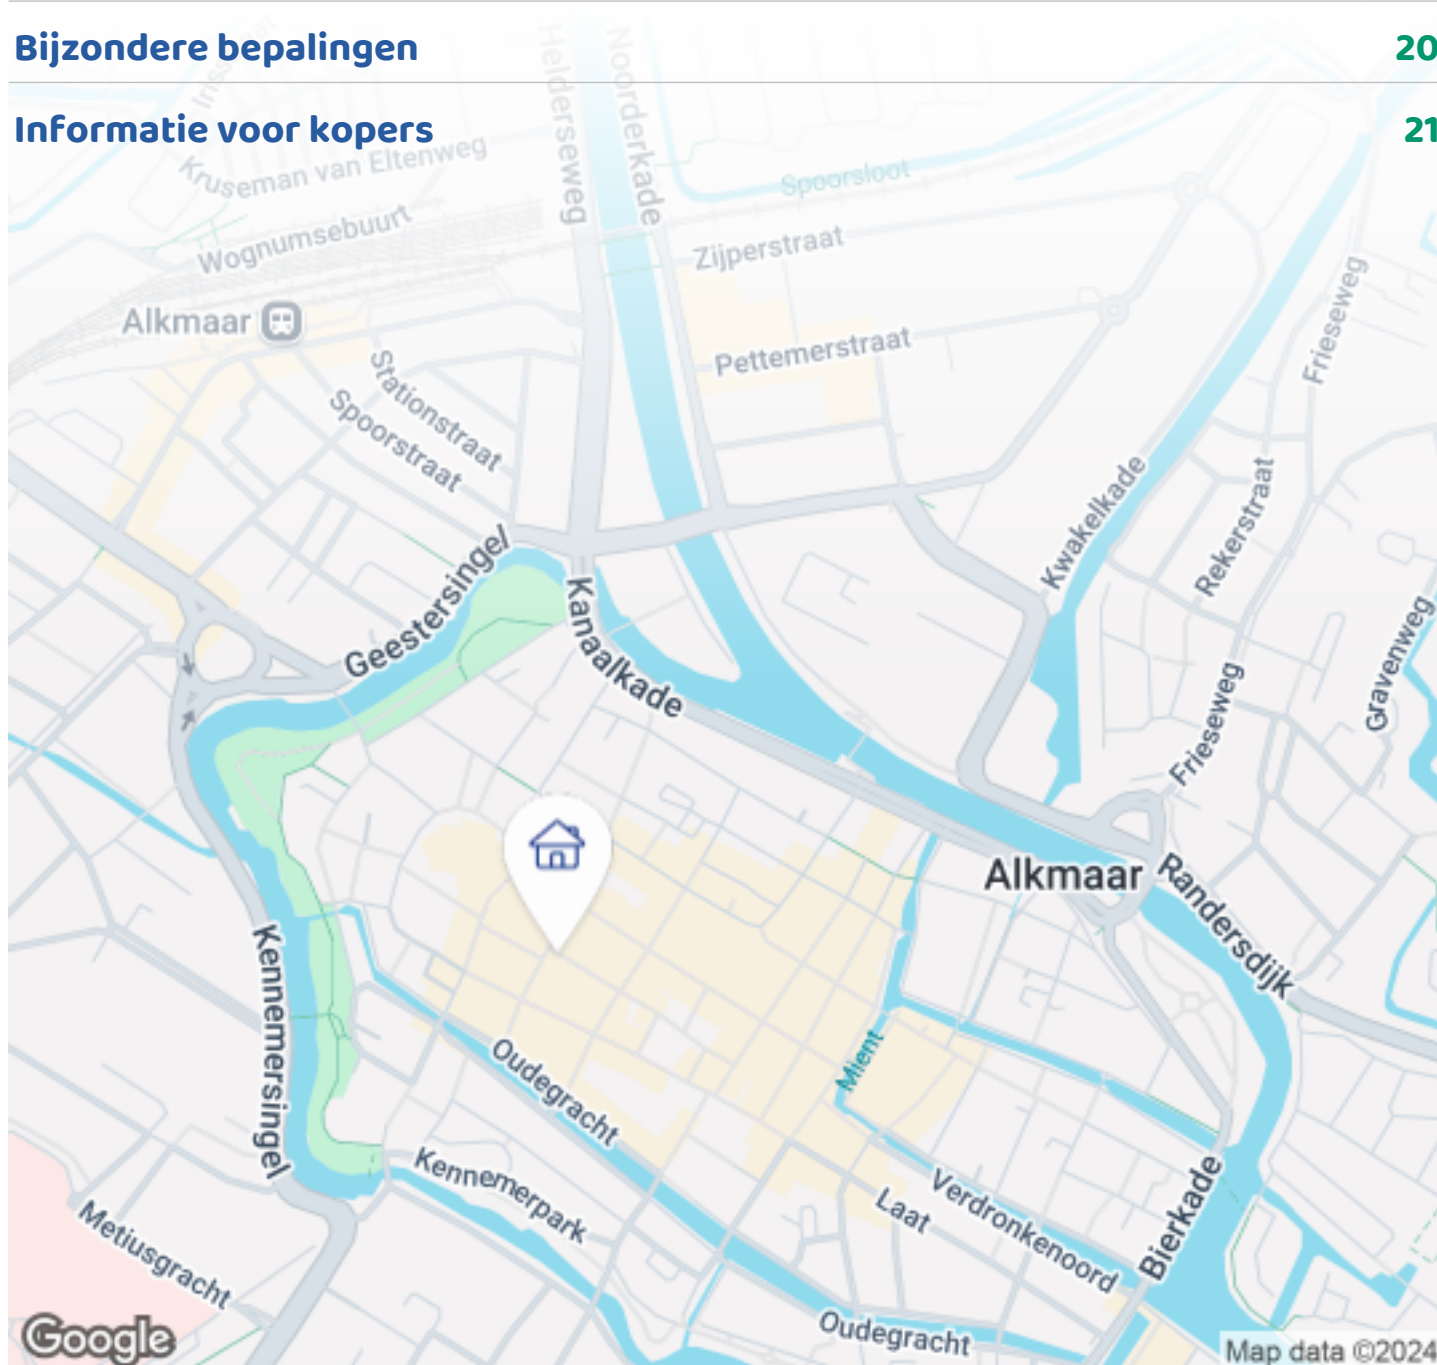 Bijzondere bepalingen 20
Informatie voor kopers 21
Helderseweg
Noorderkade
Kruseman van Eltenweg
Spoorsloot
Wognumsebuurt
Zijperstraat
Alkmaar
Frieseweg
Pettemerstraat
Stationstraat
Spoorstraat
Kwakelkade
Rekerstraat
Geestersingel
Kanaalkade
Gravenweg
Frieseweg
Alkmaar
Randersdijk
Kennemersingel
Oudegracht
Mient
Kennemerpark
Verdronkenoord
Laat
Bierkade
Metiusgracht
Oudegracht
Google
Map data ©2024